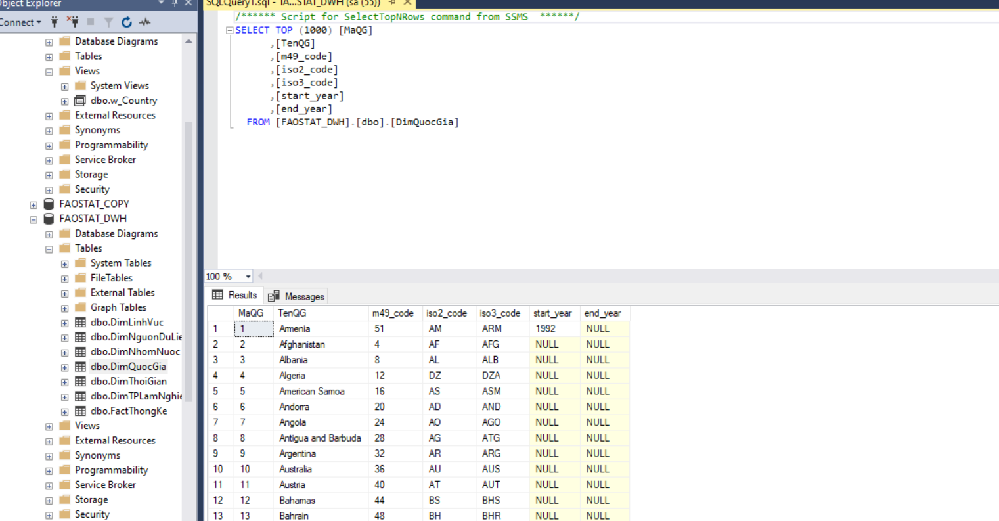 Object Explorer
Connect
Database Diagrams
Tables
Views
System Views
dbo.w_Country
External Resources
Synonyms
Programmability
Service Broker
Storage
Security
FAOSTAT_COPY
FAOSTAT_DWH
Database Diagrams
Tables
System Tables
FileTables
External Tables
Graph Tables
dbo.DimLinhVuc
dbo.DimNguonDuLie
dbo.DimNhomNuoc
dbo.DimQuocGia
dbo.DimThoiGian
dbo.DimTPLamNghie
dbo.FactThongKe
Views
External Resources
Synonyms
Programmability
Service Broker
Storage
Security
SQLQuery1.sql - TA...STAT_DWH (sa (55))
/****** Script for SelectTopNRows command from SSMS ******/
SELECT TOP (1000) [MaQG]
,[TenQG]
,[m49_code]
,[iso2_code]
,[iso3_code]
,[start_year]
,[end_year]
FROM [FAOSTAT_DWH].[dbo].[DimQuocGia]
100 %
Results Messages
MaQG TenQG m49_code iso2_code iso3_code start_year end_year
1 1 Armenia 51 AM ARM 1992 NULL
2 2 Afghanistan 4 AF AFG NULL NULL
3 3 Albania 8 AL ALB NULL NULL
4 4 Algeria 12 DZ DZA NULL NULL
5 5 American Samoa 16 AS ASM NULL NULL
6 6 Andorra 20 AD AND NULL NULL
7 7 Angola 24 AO AGO NULL NULL
8 8 Antigua and Barbuda 28 AG ATG NULL NULL
9 9 Argentina 32 AR ARG NULL NULL
10 10 Australia 36 AU AUS NULL NULL
11 11 Austria 40 AT AUT NULL NULL
12 12 Bahamas 44 BS BHS NULL NULL
13 13 Bahrain 48 BH BHR NULL NULL